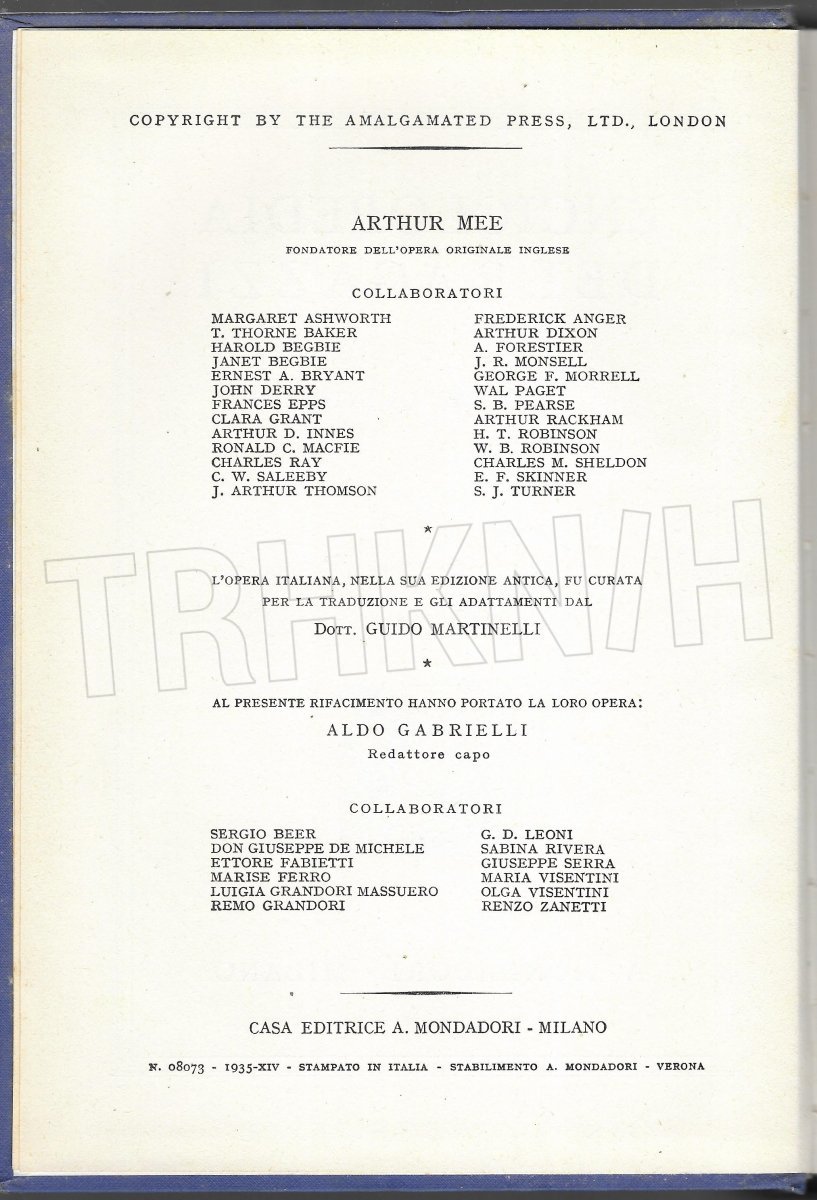 COPYRIGHT BY THE AMALGAMATED PRESS, LTD., LONDON
ARTHUR MEE
FONDATORE DELL'OPERA ORIGINALE INGLESE
COLLABORATORI
MARGARET ASHWORTH
T. THORNE BAKER
HAROLD BEGBIE
JANET BEGBIE
ERNEST A. BRYANT
JOHN DERRY
FRANCES EPPS
CLARA GRANT
ARTHUR D. INNES
RONALD C. MACFIE
CHARLES RAY
C. W. SALEEBY
J. ARTHUR THOMSON
FREDERICK ANGER
ARTHUR DIXON
A. FORESTIER
J. R. MONSELL
GEORGE F. MORRELL
WAL PAGET
S. B. PEARSE
ARTHUR RACKHAM
H. T. ROBINSON
W. B. ROBINSON
CHARLES M. SHELDON
E. F. SKINNER
S. J. TURNER
*
L'OPERA ITALIANA, NELLA SUA EDIZIONE ANTICA, FU CURATA
PER LA TRADUZIONE E GLI ADATTAMENTI DAL
DOTT. GUIDO MARTINELLI
*
AL PRESENTE RIFACIMENTO HANNO PORTATO LA LORO OPERA:
ALDO GABRIELLI
Redattore capo
COLLABORATORI
SERGIO BEER
DON GIUSEPPE DE MICHELE
ETTORE FABIETTI
MARISE FERRO
LUIGIA GRANDORI MASSUERO
REMO GRANDORI
G. D. LEONI
SABINA RIVERA
GIUSEPPE SERRA
MARIA VISENTINI
OLGA VISENTINI
RENZO ZANETTI
CASA EDITRICE A. MONDADORI - MILANO
N. 08073 - 1935-XIV - STAMPATO IN ITALIA - STABILIMENTO A. MONDADORI - VERONA
TRHKN/H